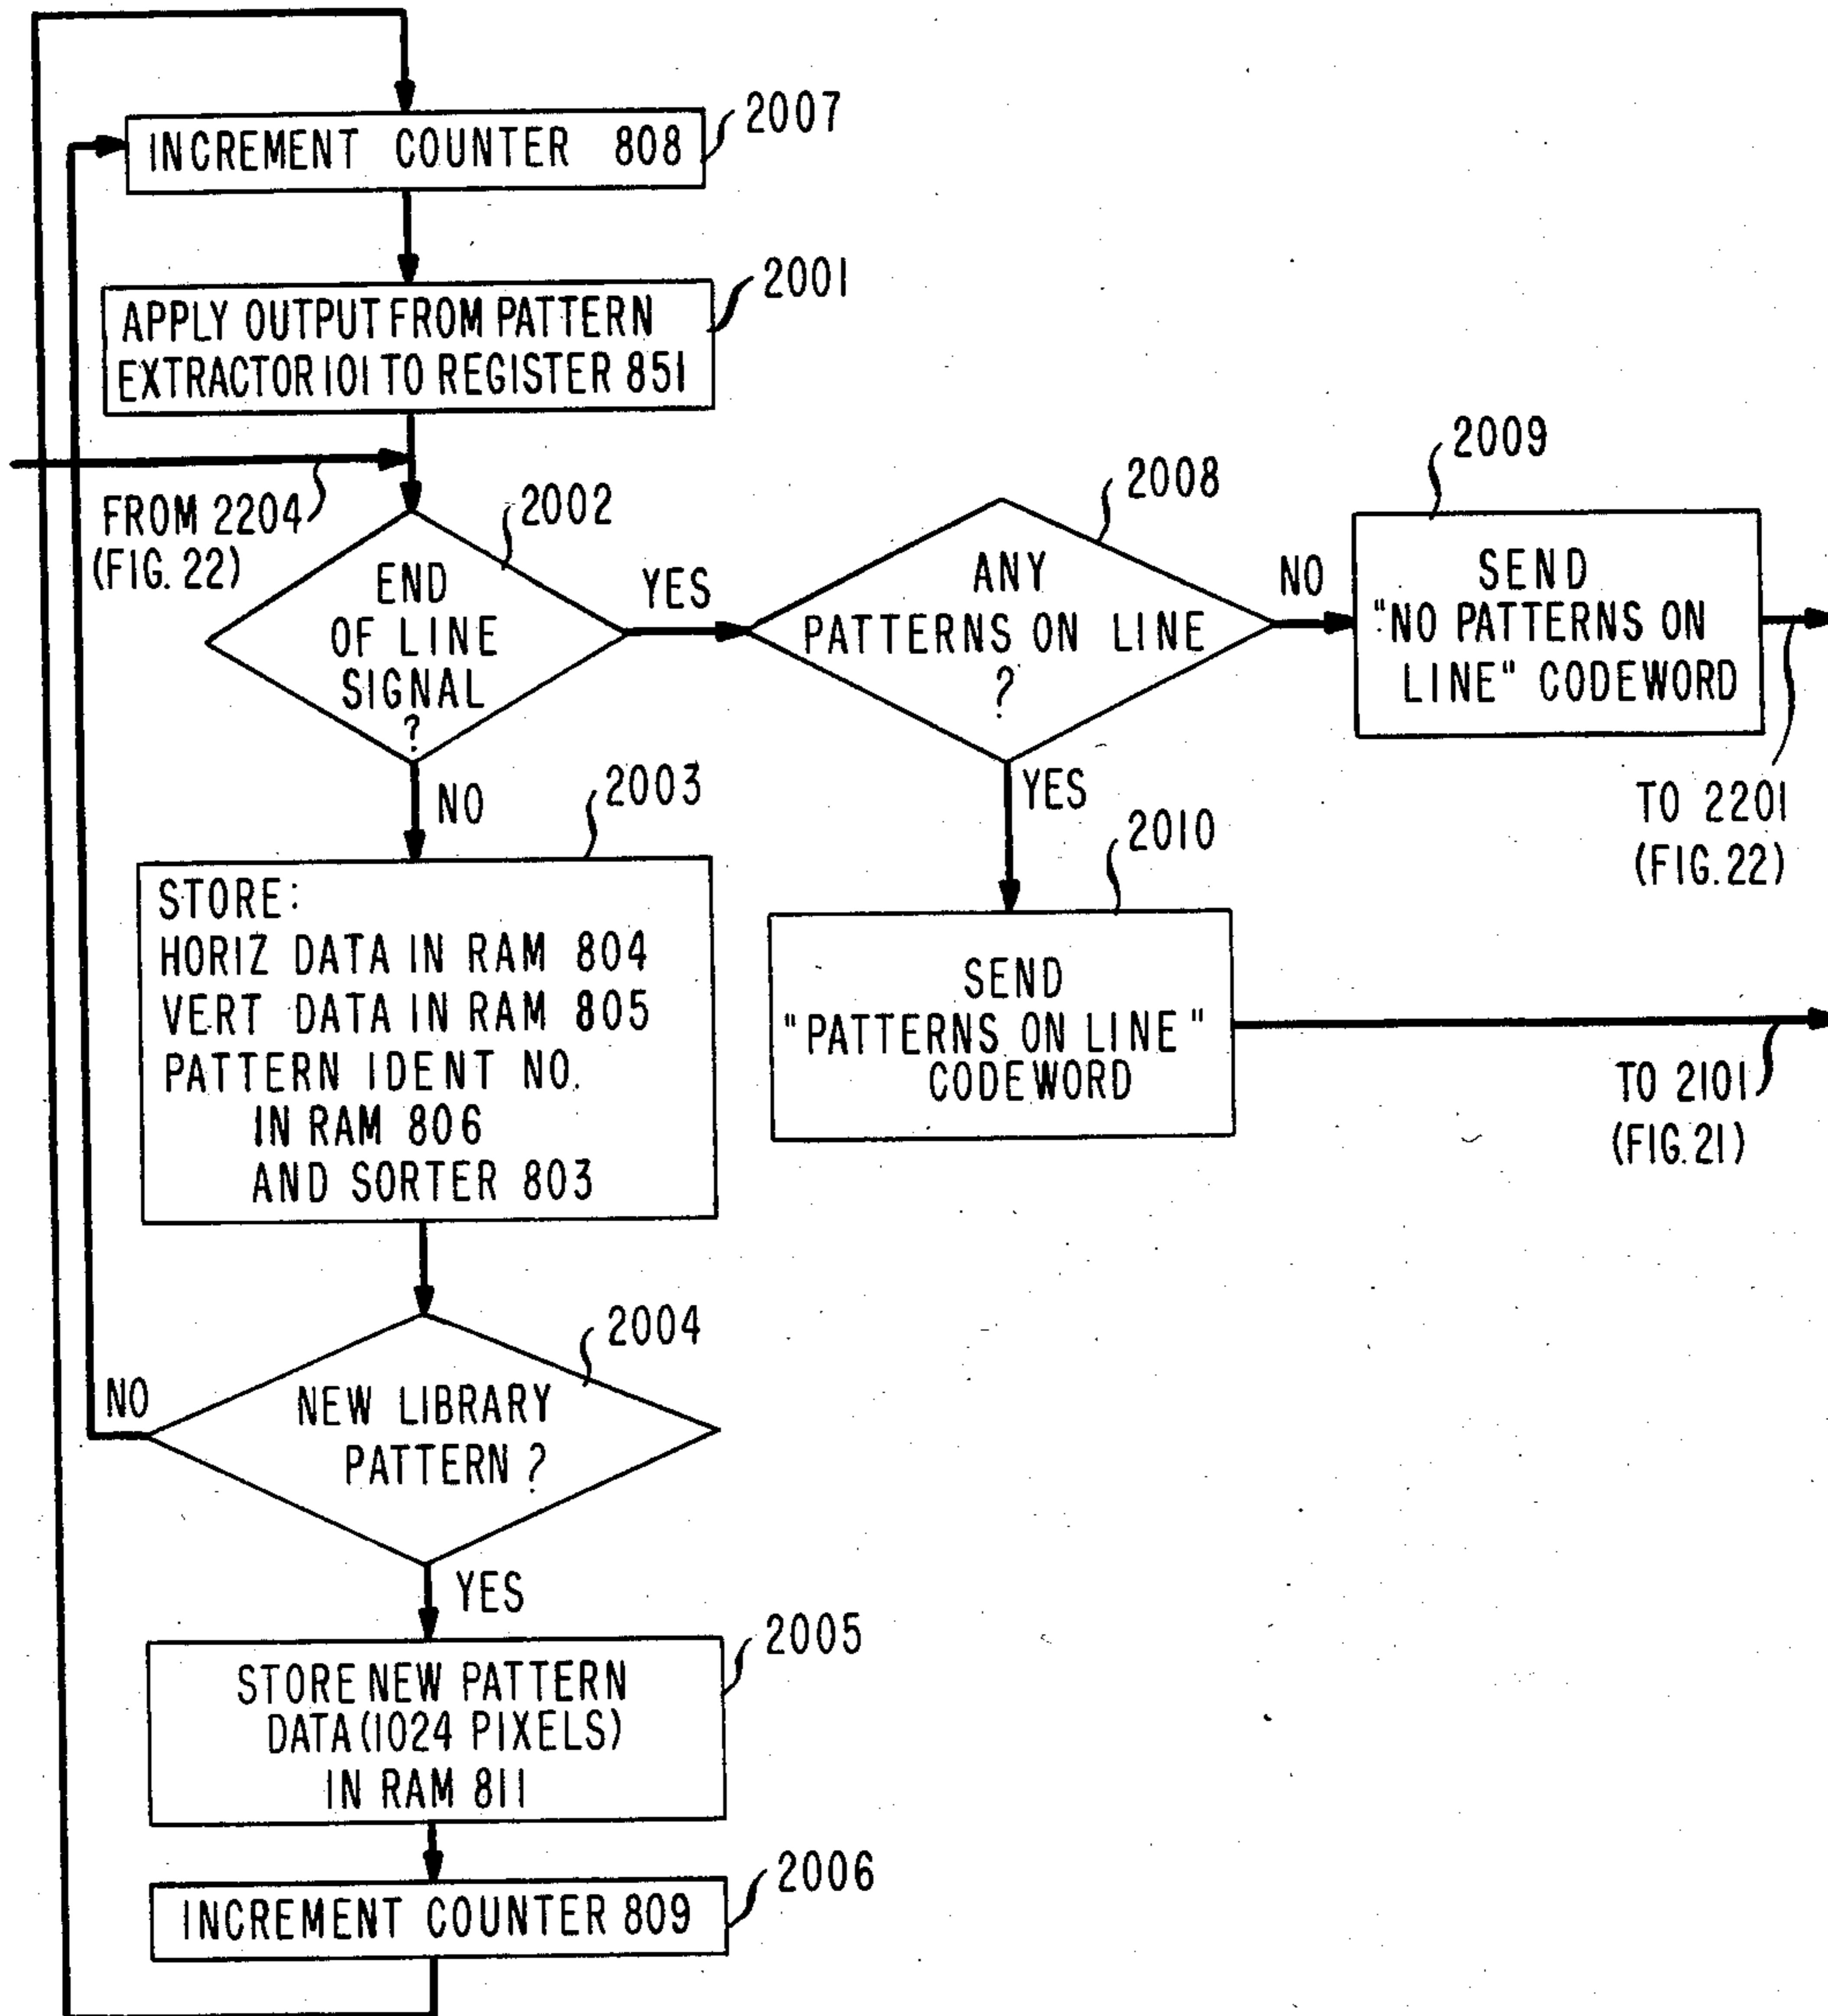 2007
INCREMENT COUNTER 808
2001
APPLY OUTPUT FROM PATTERN
EXTRACTOR 101 TO REGISTER 851
FROM 2204
(FIG. 22)
2002
END
OF LINE
SIGNAL
?
YES
NO
2008
ANY
PATTERNS ON LINE
?
NO
YES
2009
SEND
"NO PATTERNS ON
LINE" CODEWORD
TO 2201
(FIG. 22)
2003
STORE:
HORIZ DATA IN RAM 804
VERT DATA IN RAM 805
PATTERN IDENT NO.
IN RAM 806
AND SORTER 803
2010
SEND
"PATTERNS ON LINE"
CODEWORD
TO 2101
(FIG. 21)
2004
NEW LIBRARY
PATTERN ?
NO
YES
2005
STORE NEW PATTERN
DATA (1024 PIXELS)
IN RAM 811
2006
INCREMENT COUNTER 809